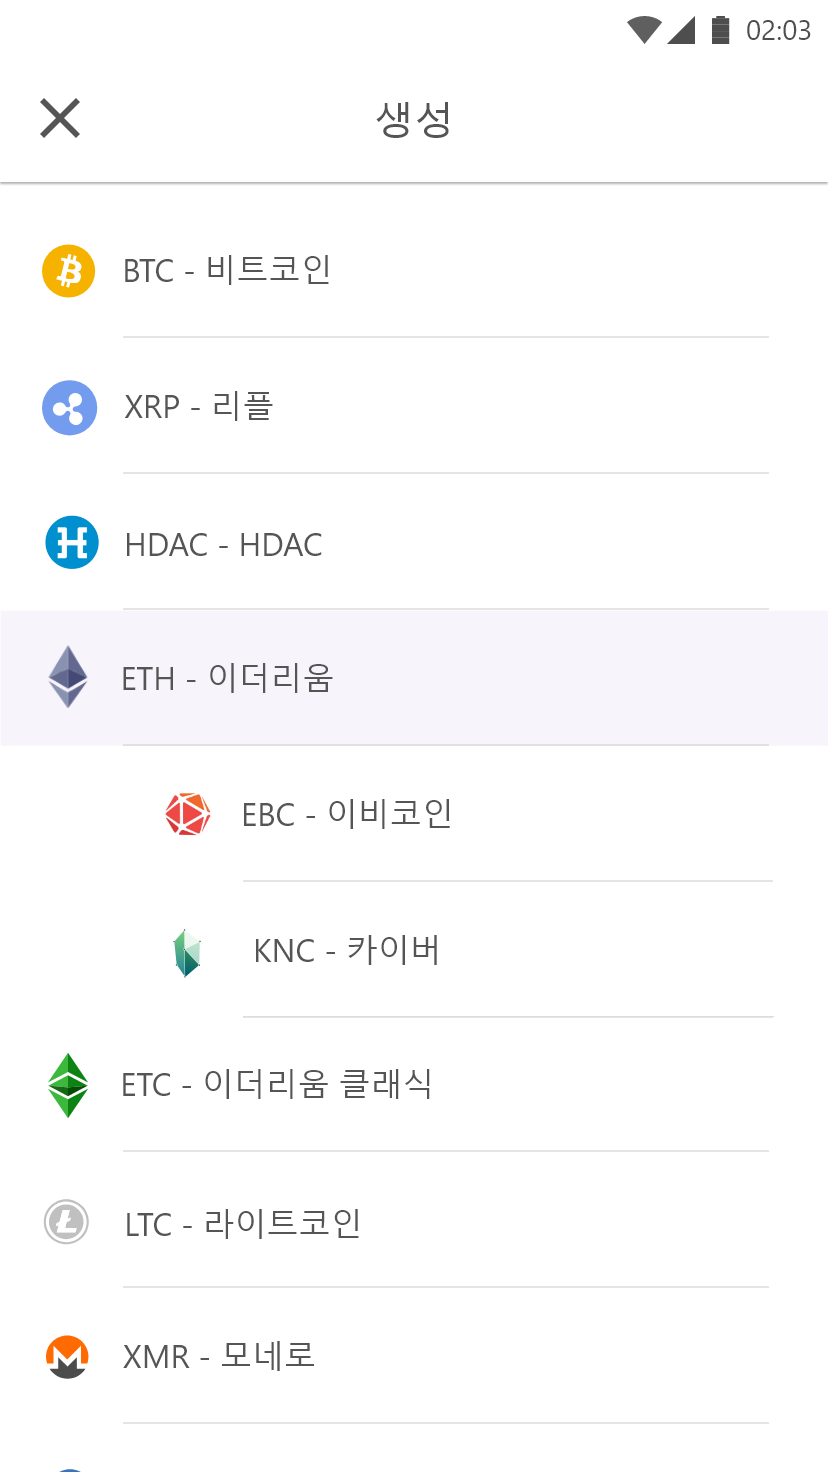 02:03
생성
BTC - 비트코인
XRP - 리플
HDAC - HDAC
ETH - 이더리움
EBC - 이비코인
KNC - 카이버
ETC - 이더리움 클래식
LTC - 라이트코인
XMR - 모네로